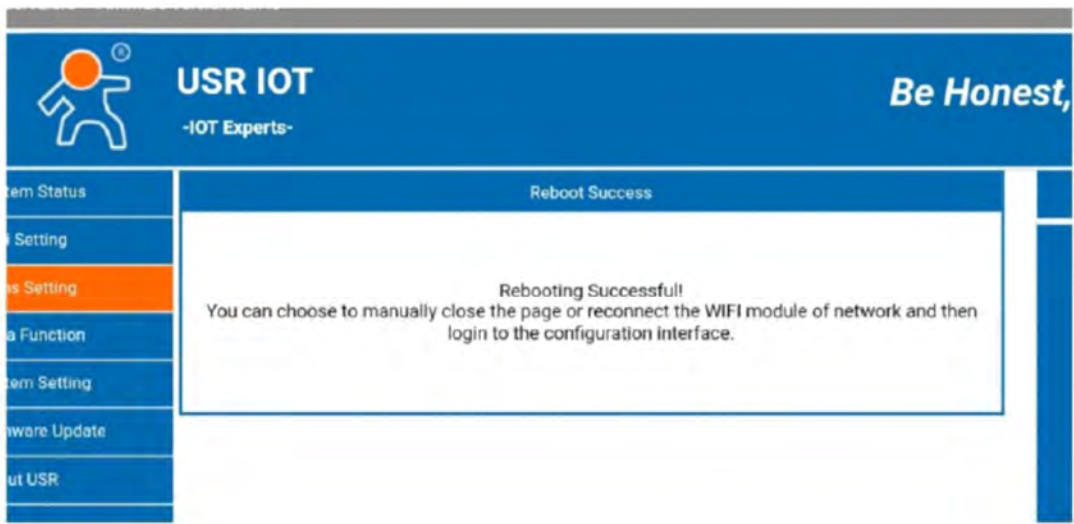 ®
USR IOT
-IOT Experts-
Be Honest,
tem Status
Setting
s Setting
a Function
tem Setting
ware Update
ut USR
Reboot Success
Rebooting Successful!
You can choose to manually close the page or reconnect the WIFI module of network and then
login to the configuration interface.